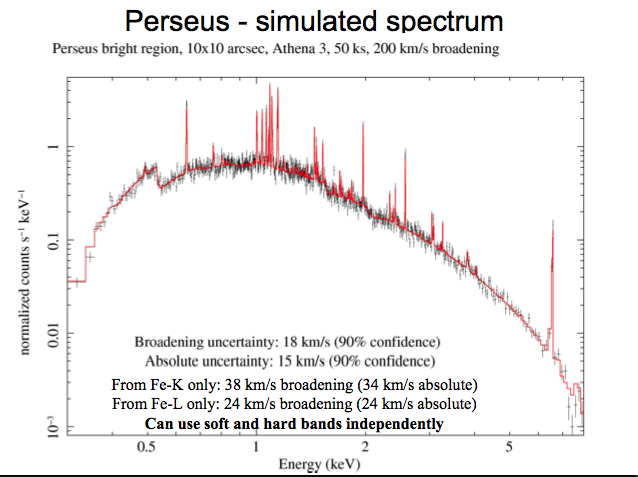 Perseus - simulated spectrum
Perseus bright region, 10x10 arcsec, Athena 3, 50 ks, 200 km/s broadening
normalized counts s⁻¹ keV⁻¹
1
0.1
0.01
10⁻³
Broadening uncertainty: 18 km/s (90% confidence)
Absolute uncertainty: 15 km/s (90% confidence)
From Fe-K only: 38 km/s broadening (34 km/s absolute)
From Fe-L only: 24 km/s broadening (24 km/s absolute)
Can use soft and hard bands independently
0.5 1 2 5
Energy (keV)